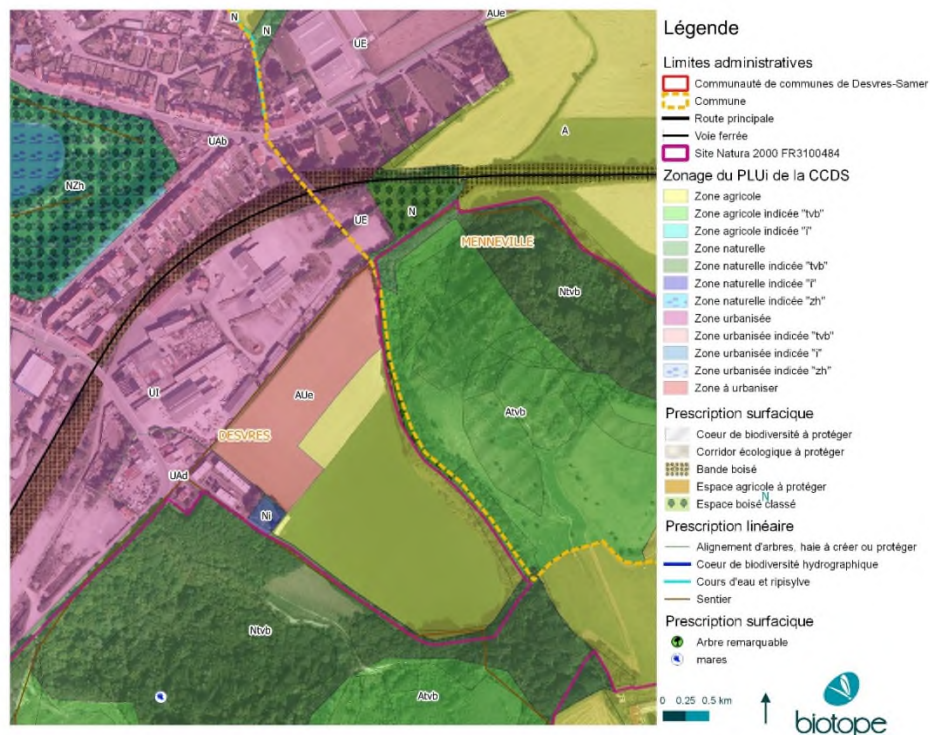 N
N
UE
AUe
A
UAb
NZh
UE
N
MENNEVILLE
Ntvb
UI
AUe
Atvb
DESVRES
UAd
Ni
Ntvb
Atvb
Légende
Limites administratives
Communauté de communes de Desvres-Samer
Commune
Route principale
Voie ferrée
Site Natura 2000 FR3100484
Zonage du PLUi de la CCDS
Zone agricole
Zone agricole indicée "tvb"
Zone agricole indicée "i"
Zone naturelle
Zone naturelle indicée "tvb"
Zone naturelle indicée "i"
Zone naturelle indicée "zh"
Zone urbanisée
Zone urbanisée indicée "tvb"
Zone urbanisée indicée "i"
Zone urbanisée indicée "zh"
Zone à urbaniser
Prescription surfacique
Coeur de biodiversité à protéger
Corridor écologique à protéger
Bande boisé
Espace agricole à protéger
N
Espace boisé classé
Prescription linéaire
Alignement d'arbres, haie à créer ou protéger
Coeur de biodiversité hydrographique
Cours d'eau et ripisylve
Sentier
Prescription surfacique
Arbre remarquable
mares
0 0.25 0.5 km
biotope